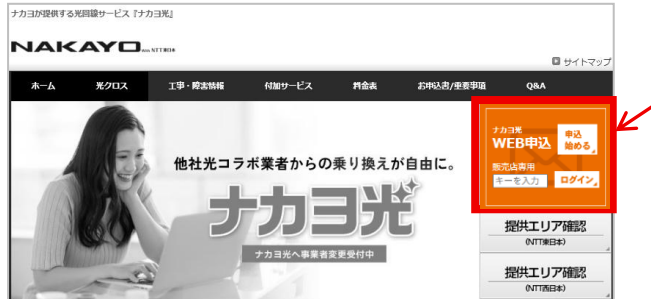 ナカヨが提供する光回線サービス『ナカヨ光』
NAKAYO with NTT東日本
サイトマップ
ホーム 光クロス 工事・障害情報 付加サービス 料金表 お申込書/重要事項 Q&A
他社光コラボ業者からの乗り換えが自由に。
ナカヨ光
ナカヨ光へ事業者変更受付中
ナカヨ光
WEB申込
申込
始める
販売店専用
キーを入力 ログイン
提供エリア確認
(NTT東日本)
提供エリア確認
(NTT西日本)